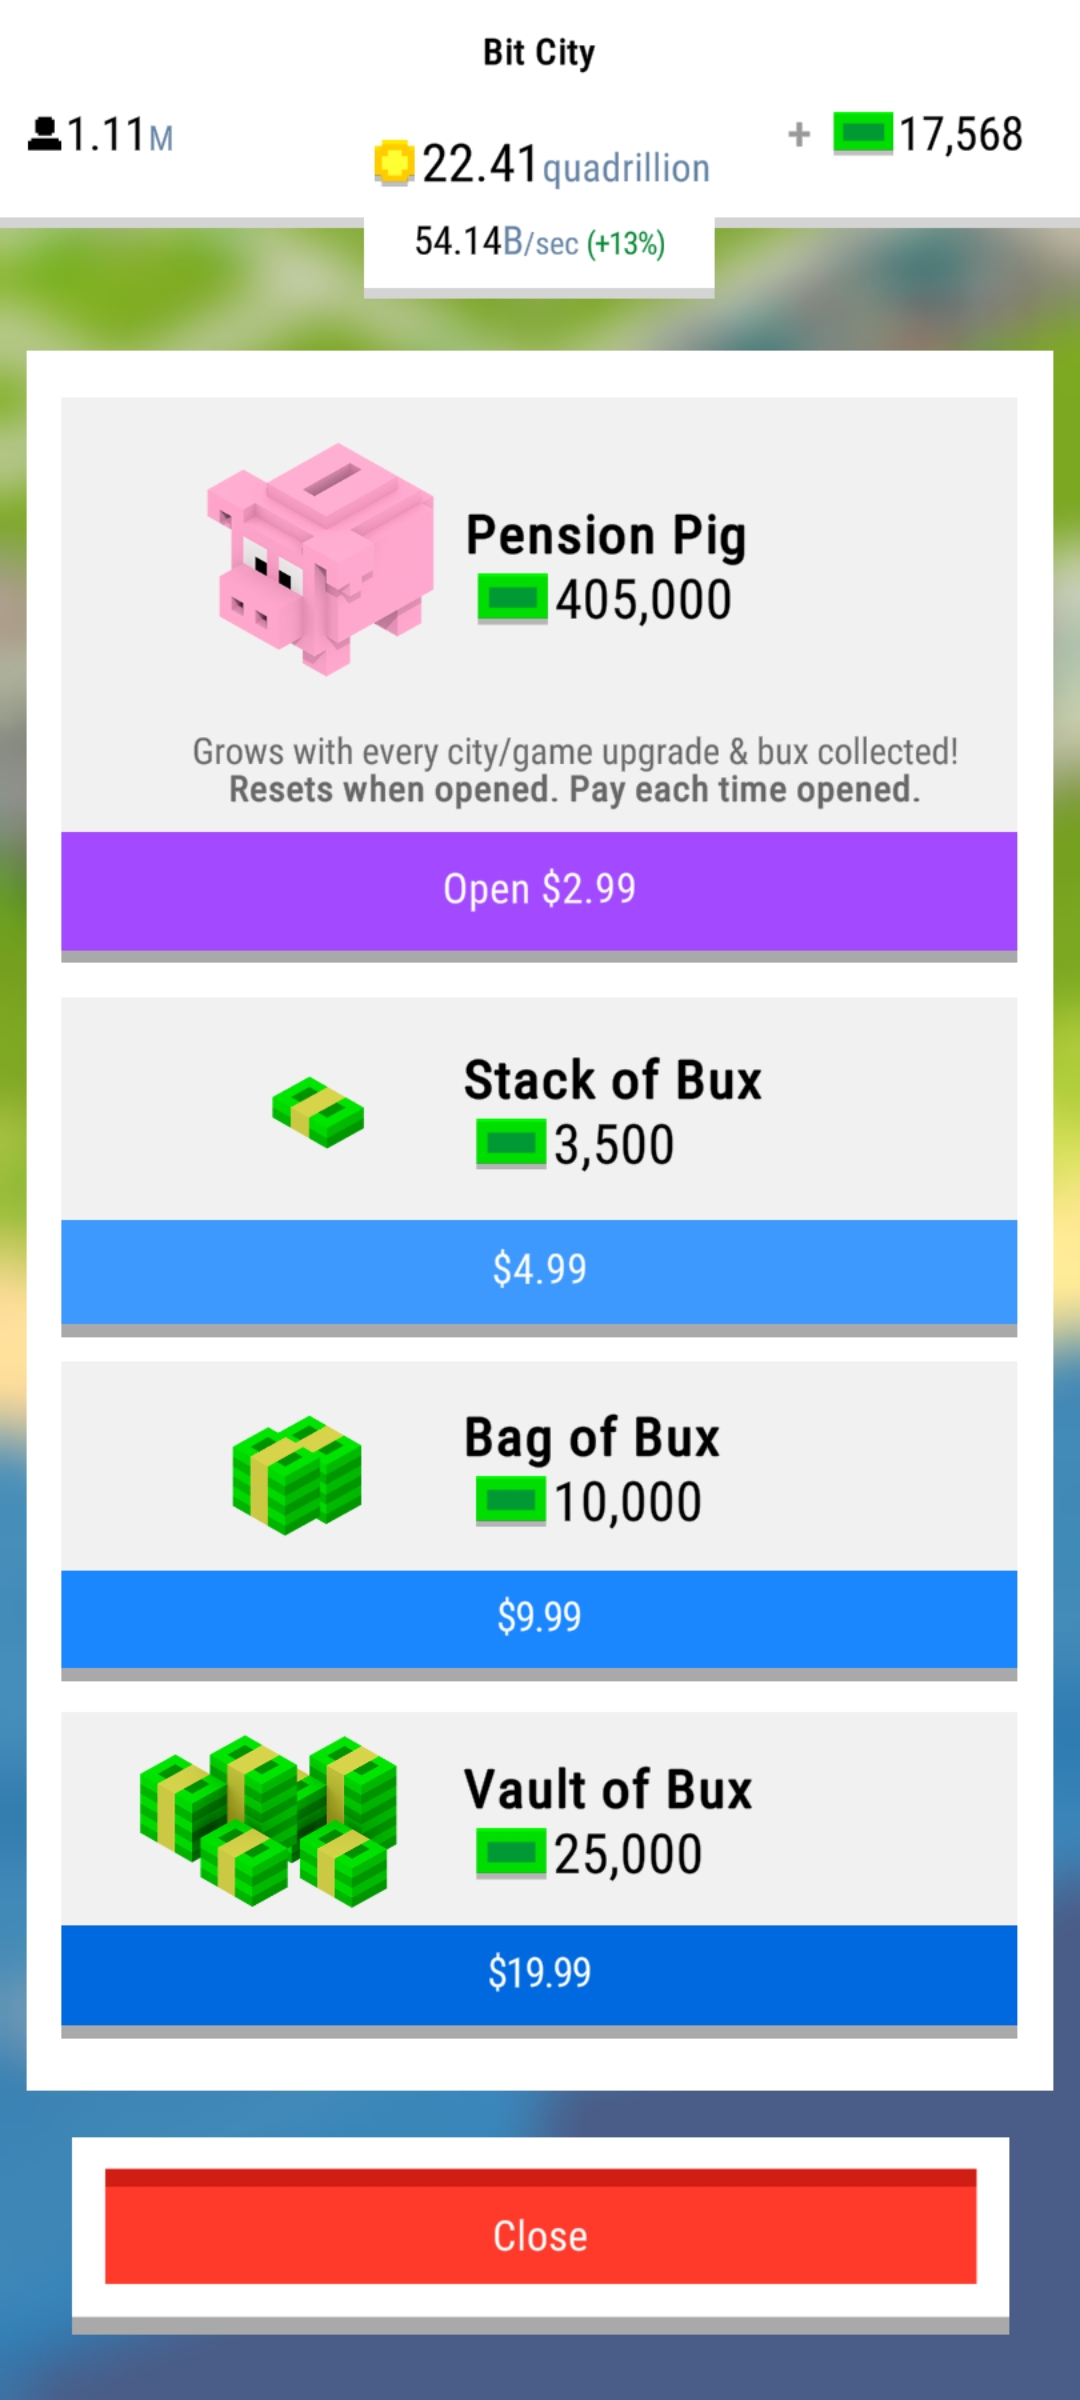 Bit City
1.11M
22.41quadrillion
+ 17,568
54.14B/sec (+13%)
Pension Pig
405,000
Grows with every city/game upgrade & bux collected!
Resets when opened. Pay each time opened.
Open $2.99
Stack of Bux
3,500
$4.99
Bag of Bux
10,000
$9.99
Vault of Bux
25,000
$19.99
Close